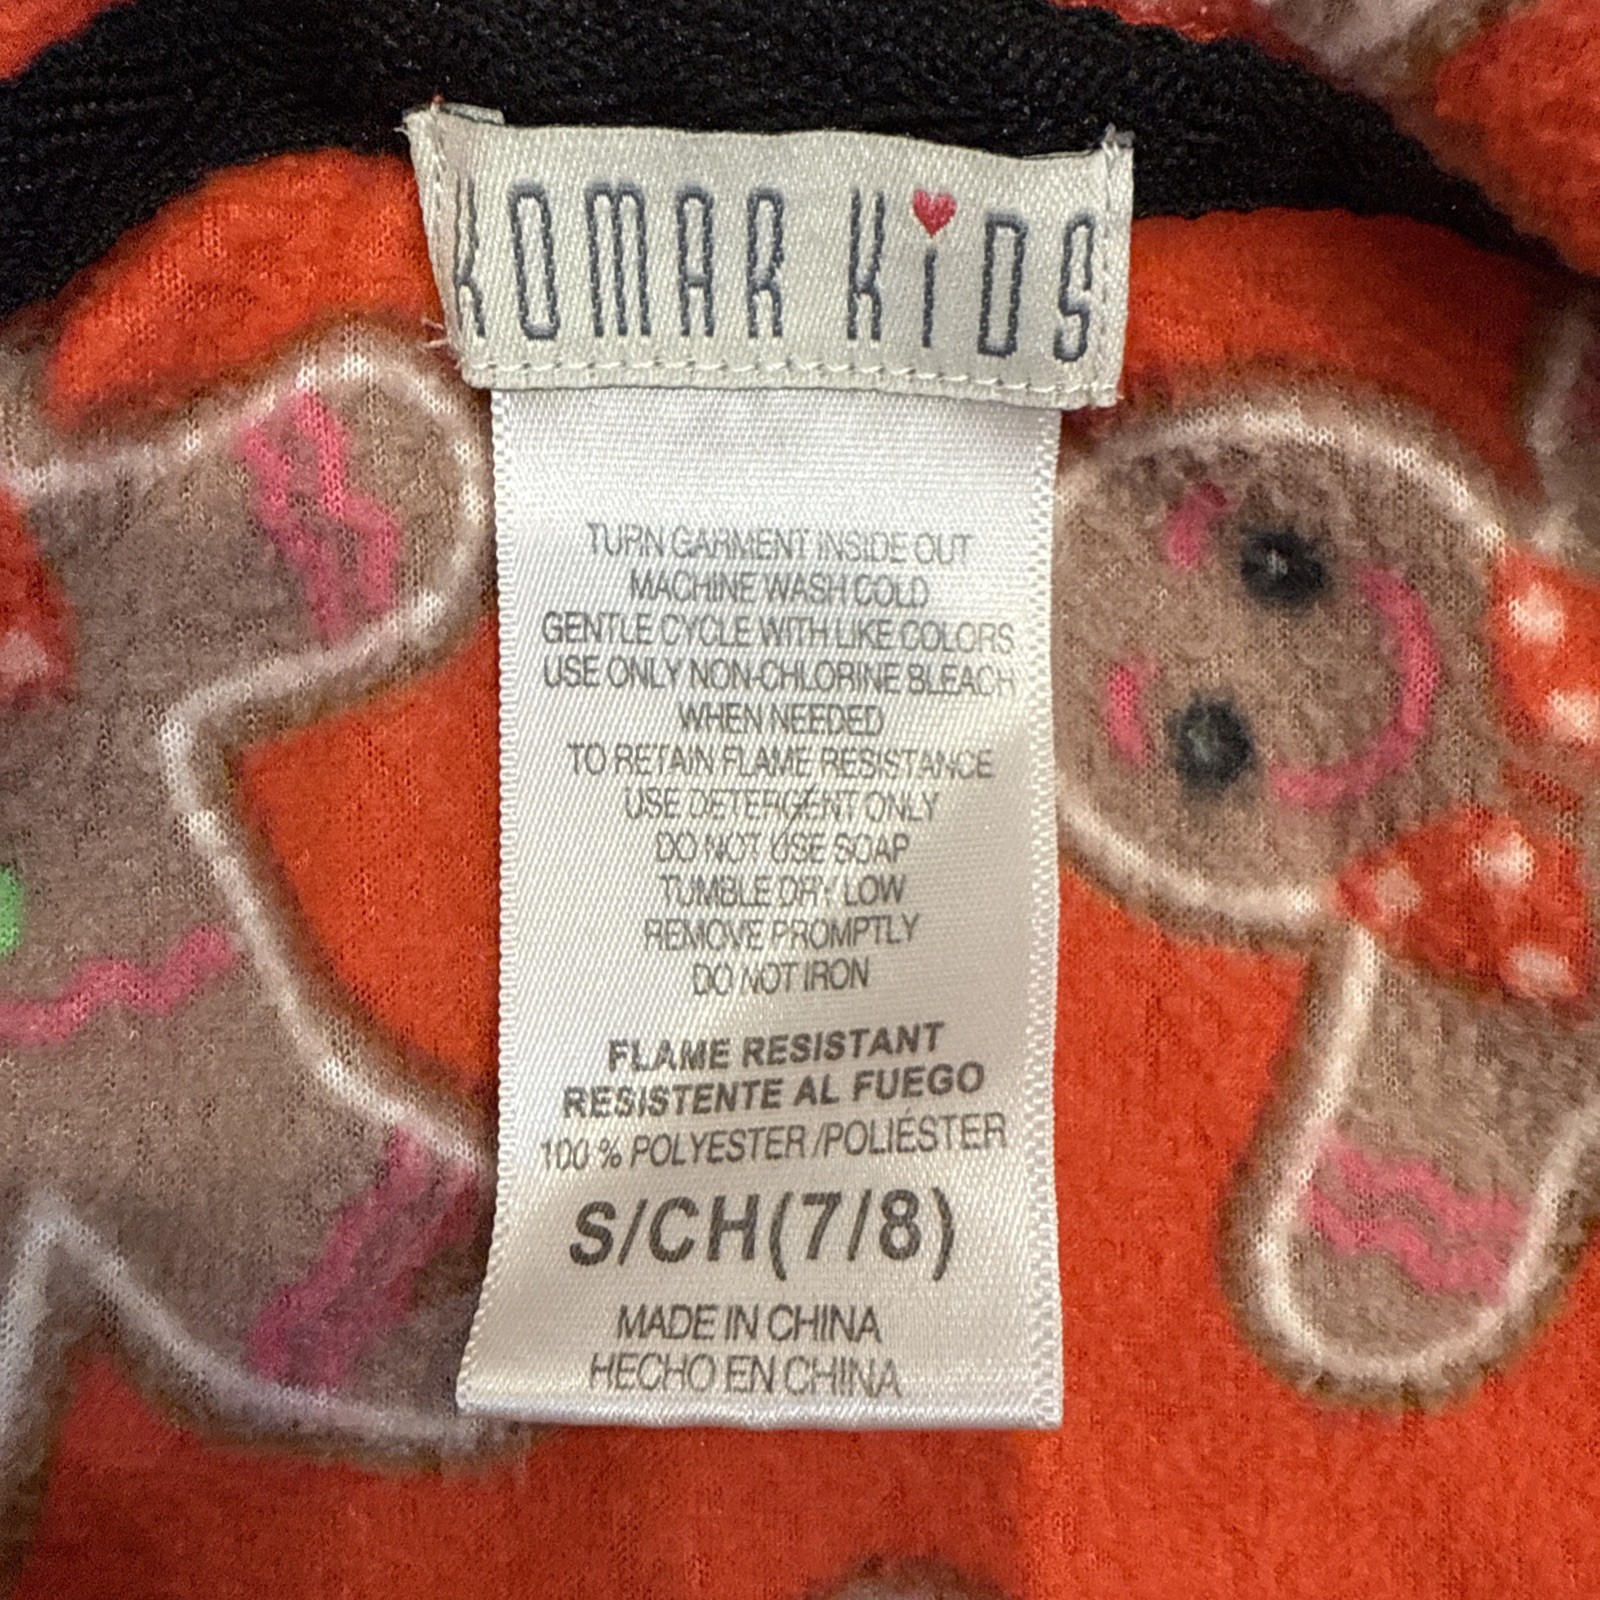 KOMAR KiDS
TURN GARMENT INSIDE OUT
MACHINE WASH COLD
GENTLE CYCLE WITH LIKE COLORS
USE ONLY NON-CHLORINE BLEACH
WHEN NEEDED
TO RETAIN FLAME RESISTANCE
USE DETERGENT ONLY
DO NOT USE SOAP
TUMBLE DRY LOW
REMOVE PROMPTLY
DO NOT IRON
FLAME RESISTANT
RESISTENTE AL FUEGO
100 % POLYESTER /POLIÉSTER
S/CH(7/8)
MADE IN CHINA
HECHO EN CHINA